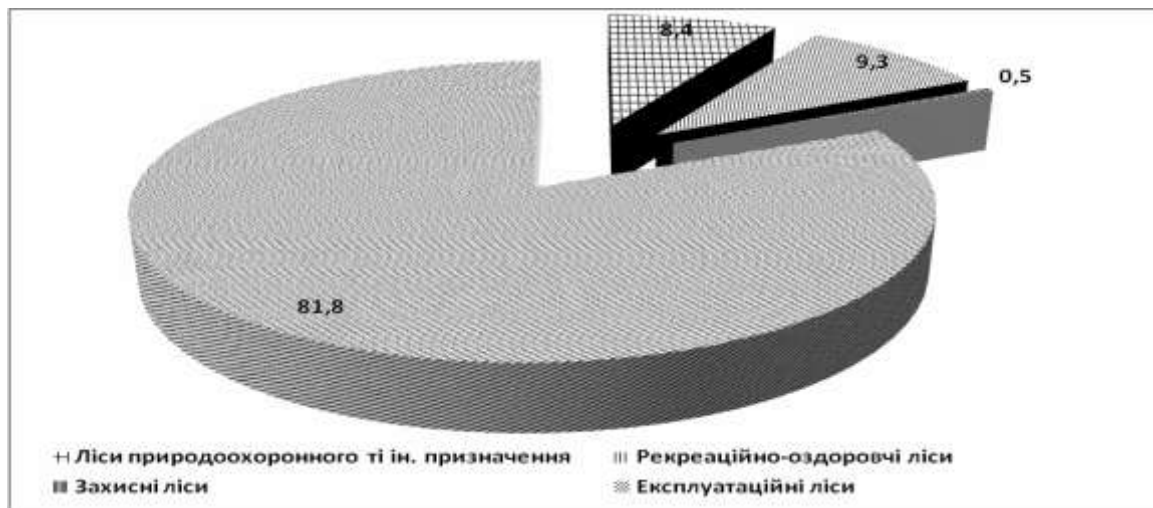 8,4
9,3
0,5
81,8
Ліси природоохоронного ті ін. призначення
Рекреаційно-оздоровчі ліси
Захисні ліси
Експлуатаційні ліси